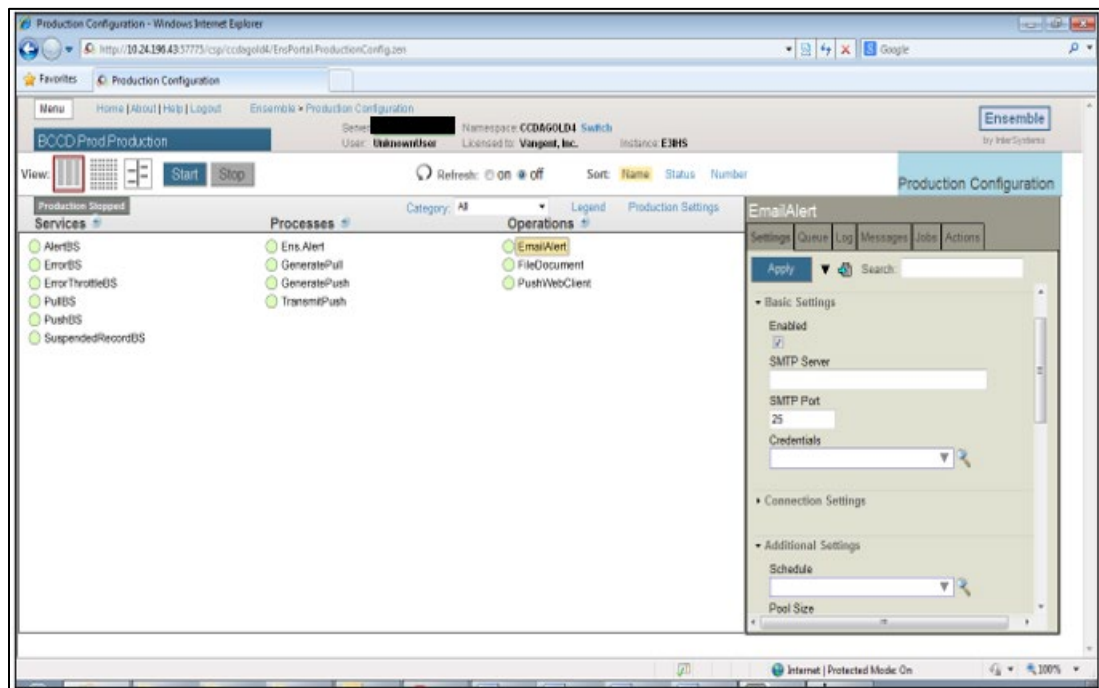 Production Configuration - Windows Internet Explorer
http://10.24.196.43:57775/csp/ccdagold4/EnsPortal.ProductionConfig.zen
Google
Favorites Production Configuration
Menu Home | About | Help | Logout Ensemble > Production Configuration
Server Namespace CCDAGOLD4 Switch
Ensemble
by InterSystems
BCCD.Prod.Production User: UnknownUser Licensed to: Vangent, Inc. Instance: E3IHS
View: Start Stop Refresh: on off Sort: Name Status Number
Production Configuration
Production Stopped Category: All Legend Production Settings
Services Processes Operations
AlertBS Ens.Alert EmailAlert
ErrorBS GeneratePull FileDocument
ErrorThrottleBS GeneratePush PushWebClient
PullBS TransmitPush
PushBS
SuspendedRecordBS
EmailAlert
Settings Queue Log Messages Jobs Actions
Apply Search:
Basic Settings
Enabled
SMTP Server
SMTP Port
25
Credentials
Connection Settings
Additional Settings
Schedule
Pool Size
Internet | Protected Mode: On 100%